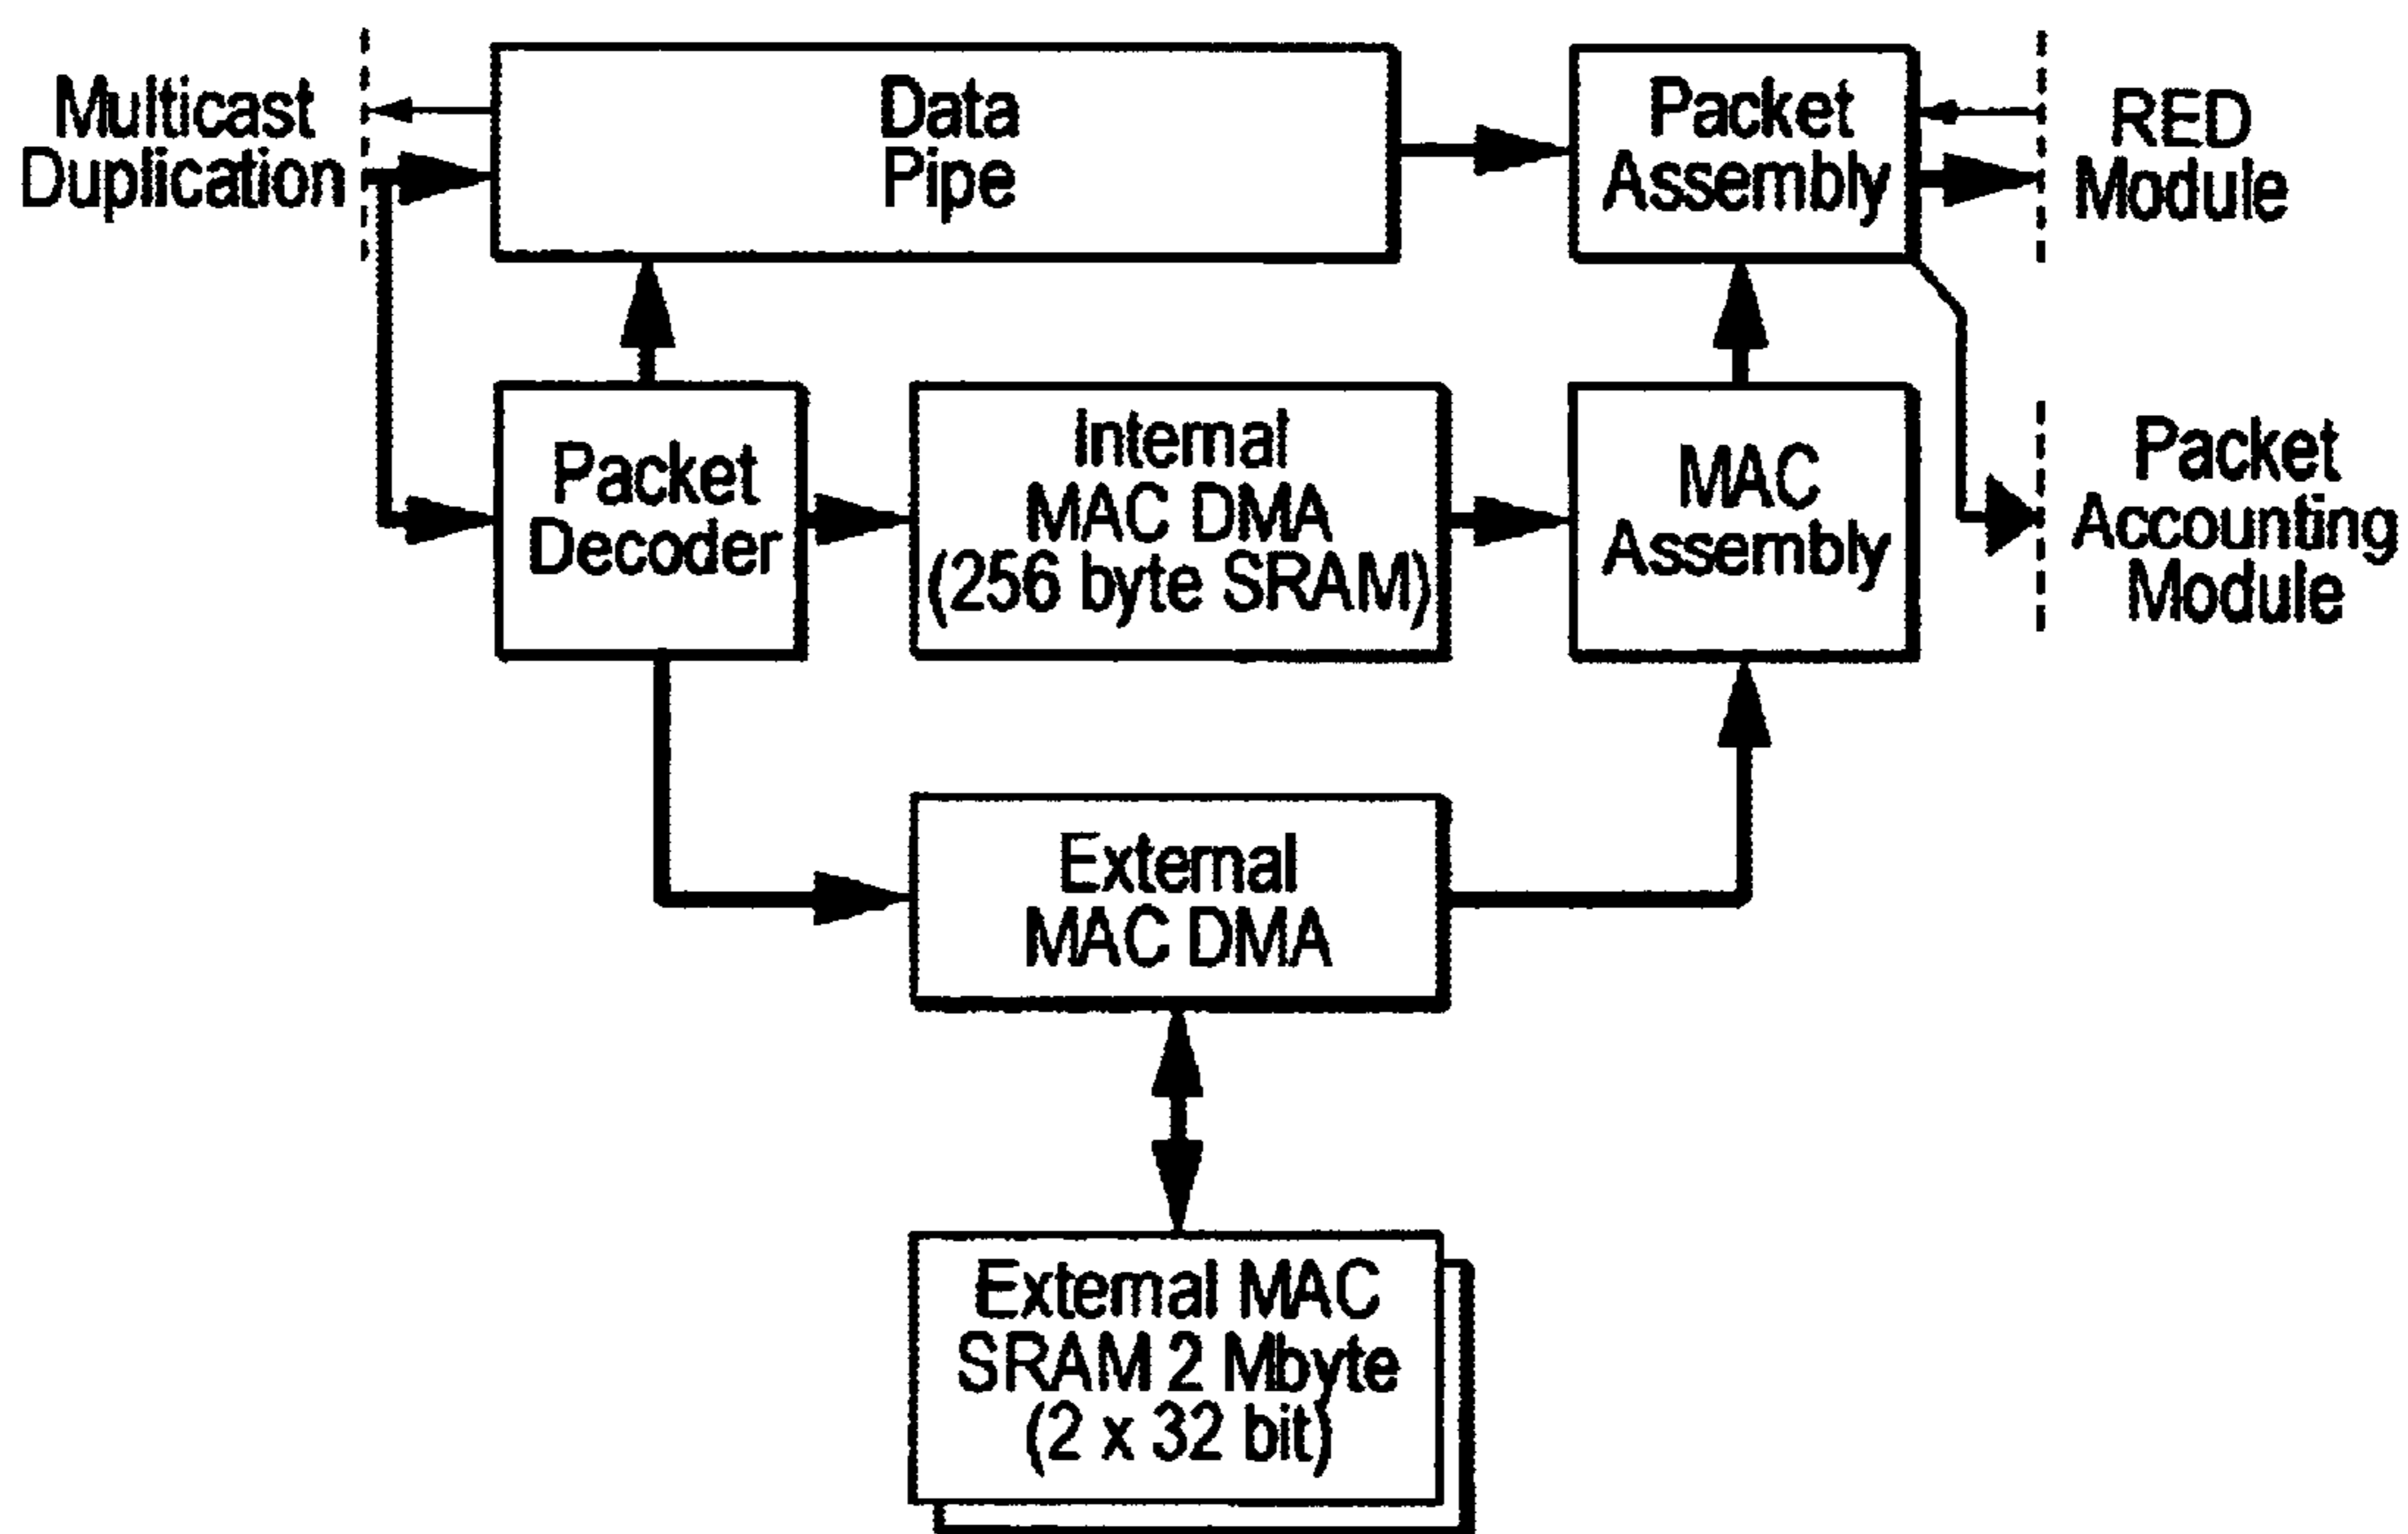 Multicast
Duplication
Data
Pipe
Packet
Assembly
RED
Module
Packet
Decoder
Internal
MAC DMA
(256 byte SRAM)
MAC
Assembly
Packet
Accounting
Module
External
MAC DMA
External MAC
SRAM 2 Mbyte
(2 x 32 bit)